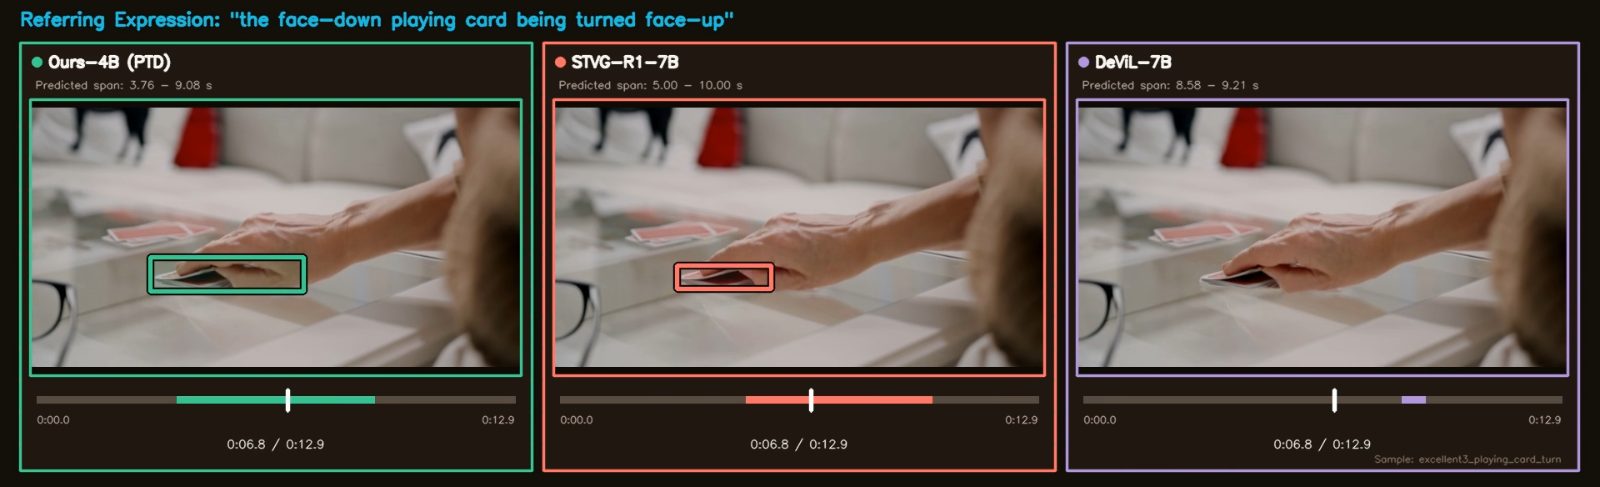 Referring Expression: "the face-down playing card being turned face-up"
Ours-4B (PTD)
Predicted span: 3.76 - 9.08 s
0:00.0
0:12.9
0:06.8 / 0:12.9
STVG-R1-7B
Predicted span: 5.00 - 10.00 s
0:00.0
0:12.9
0:06.8 / 0:12.9
DeViL-7B
Predicted span: 8.58 - 9.21 s
0:00.0
0:12.9
0:06.8 / 0:12.9
Sample: excellent3_playing_card_turn